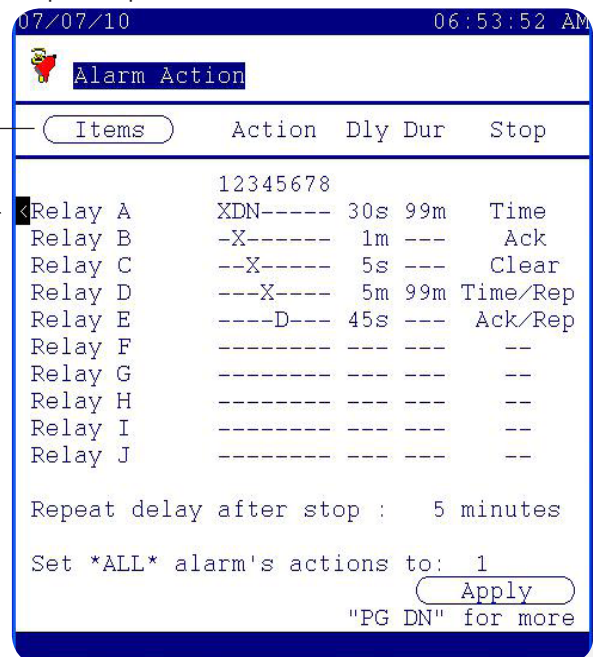 07/07/10 06:53:52 AM
Alarm Action
Items Action Dly Dur Stop
12345678
<Relay A XDN----- 30s 99m Time
Relay B -X------ 1m --- Ack
Relay C --X----- 5s --- Clear
Relay D ---X---- 5m 99m Time/Rep
Relay E ----D--- 45s --- Ack/Rep
Relay F -------- --- --- --
Relay G -------- --- --- --
Relay H -------- --- --- --
Relay I -------- --- --- --
Relay J -------- --- --- --
Repeat delay after stop : 5 minutes
Set *ALL* alarm's actions to: 1
Apply
"PG DN" for more